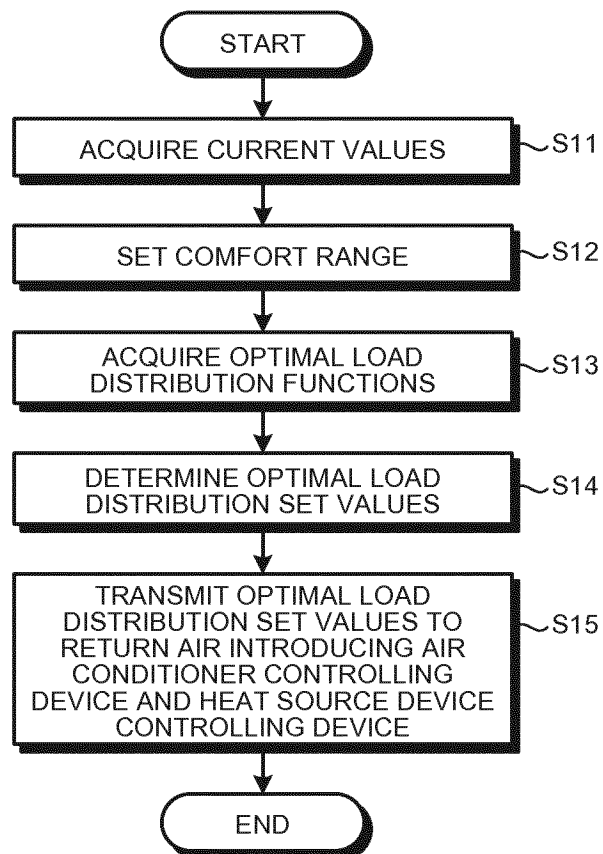 START
ACQUIRE CURRENT VALUES
S11
SET COMFORT RANGE
S12
ACQUIRE OPTIMAL LOAD
DISTRIBUTION FUNCTIONS
S13
DETERMINE OPTIMAL LOAD
DISTRIBUTION SET VALUES
S14
TRANSMIT OPTIMAL LOAD
DISTRIBUTION SET VALUES TO
RETURN AIR INTRODUCING AIR
CONDITIONER CONTROLLING
DEVICE AND HEAT SOURCE DEVICE
CONTROLLING DEVICE
S15
END